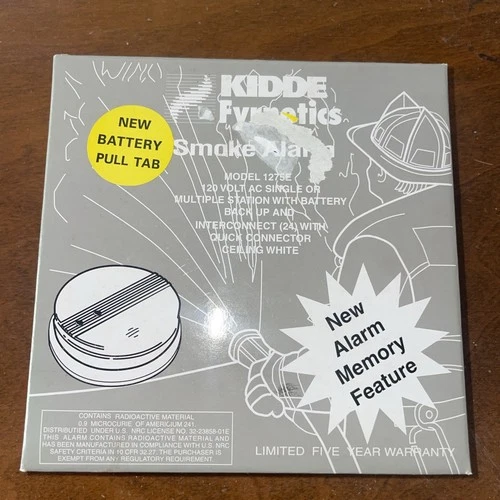 KIDDE
Fyrnetics
Smoke Alarm
NEW
BATTERY
PULL TAB
MODEL 1275E
120 VOLT AC SINGLE OR
MULTIPLE STATION WITH BATTERY
BACK UP AND
INTERCONNECT (24) WITH
QUICK CONNECTOR
CEILING WHITE
New
Alarm
Memory
Feature
CONTAINS RADIOACTIVE MATERIAL
0.9 MICROCURIE OF AMERICIUM 241.
DISTRIBUTED UNDER U.S. NRC LICENSE NO. 32-23858-01E
THIS ALARM CONTAINS RADIOACTIVE MATERIAL AND
HAS BEEN MANUFACTURED IN COMPLIANCE WITH U.S. NRC
SAFETY CRITERIA IN 10 CFR 32.27. THE PURCHASER IS
EXEMPT FROM ANY REGULATORY REQUIREMENT.
LIMITED FIVE YEAR WARRANTY